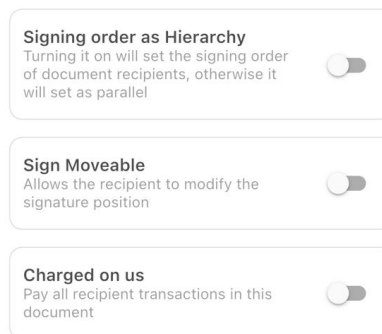 Signing order as Hierarchy
Turning it on will set the signing order
of document recipients, otherwise it
will set as parallel
Sign Moveable
Allows the recipient to modify the
signature position
Charged on us
Pay all recipient transactions in this
document